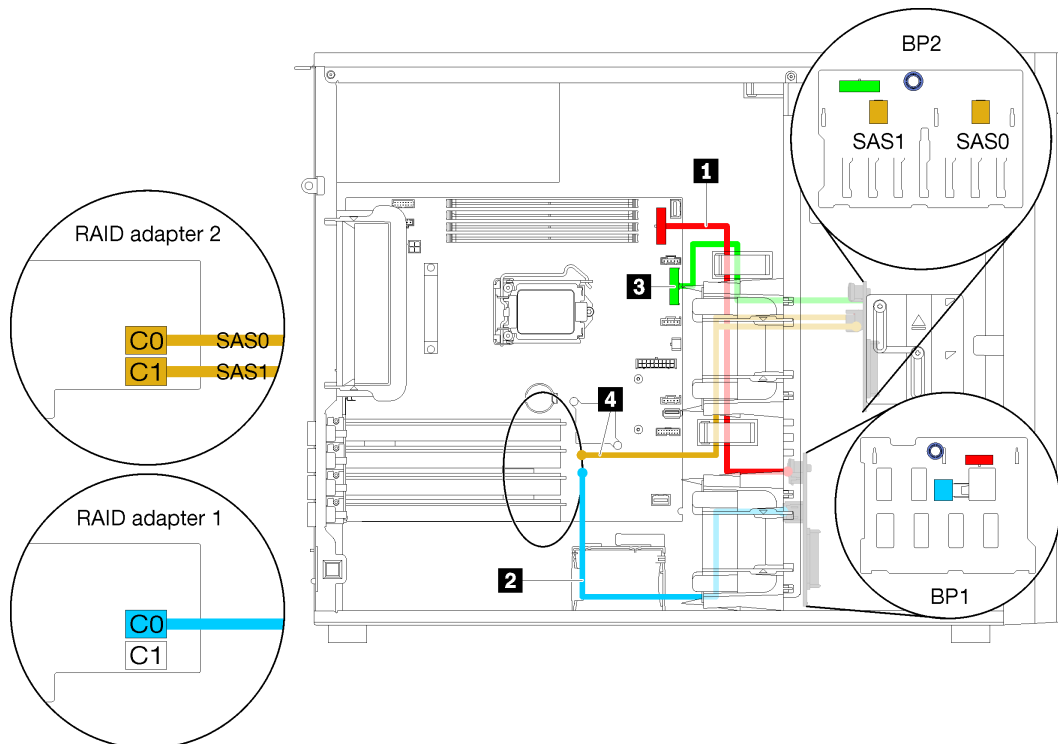 BP2
SAS1 SAS0
1
RAID adapter 2
3
C0 SAS0
C1 SAS1
4
RAID adapter 1
2
BP1
C0
C1